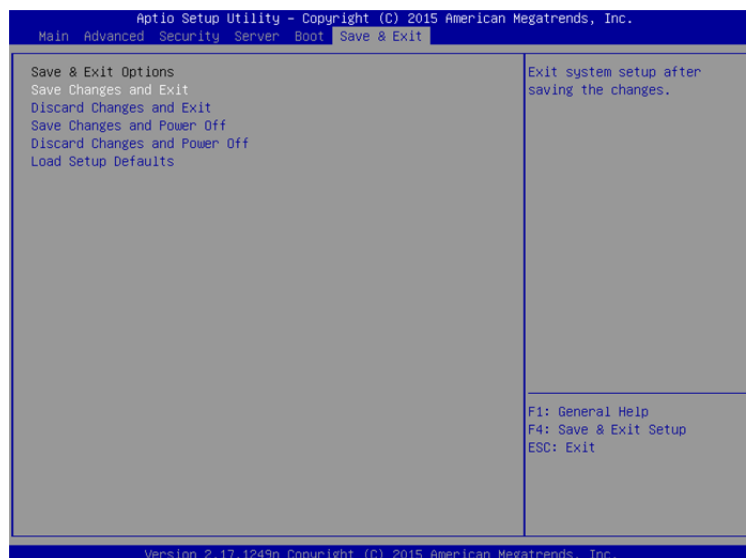 Aptio Setup Utility – Copyright (C) 2015 American Megatrends, Inc.
Main Advanced Security Server Boot Save & Exit
Save & Exit Options
Save Changes and Exit
Discard Changes and Exit
Save Changes and Power Off
Discard Changes and Power Off
Load Setup Defaults
Exit system setup after
saving the changes.
F1: General Help
F4: Save & Exit Setup
ESC: Exit
Version 2.17.1249n Copyright (C) 2015 American Megatrends, Inc.